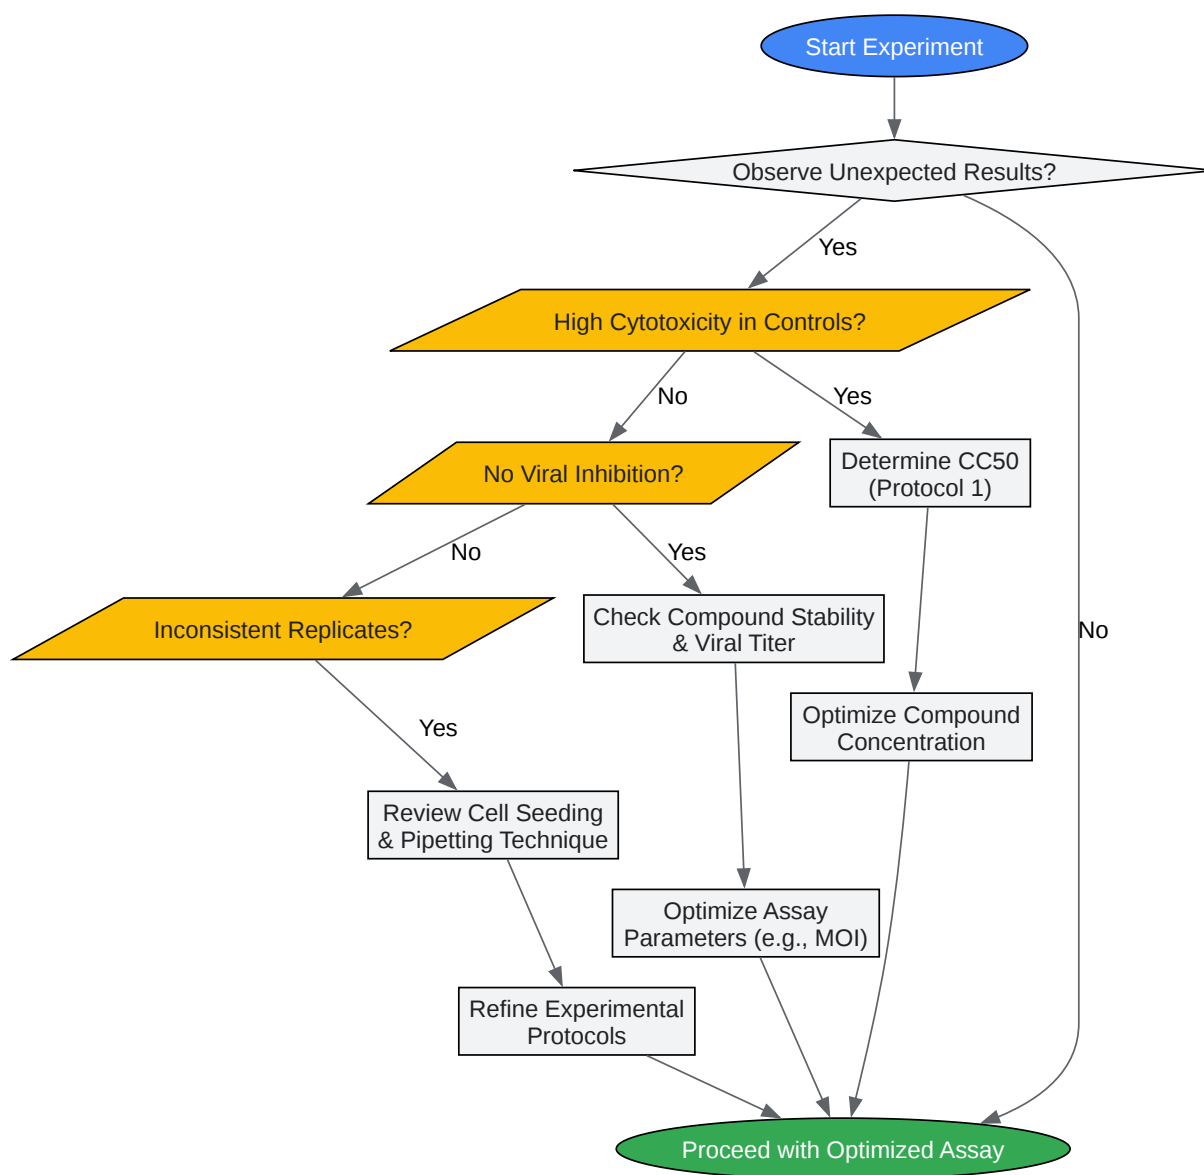 Start Experiment
Observe Unexpected Results?
Yes
High Cytotoxicity in Controls?
No
Yes
Determine CC50
(Protocol 1)
No Viral Inhibition?
No
Yes
Check Compound Stability
& Viral Titer
Inconsistent Replicates?
No
Optimize Compound
Concentration
Yes
Review Cell Seeding
& Pipetting Technique
Optimize Assay
Parameters (e.g., MOI)
Refine Experimental
Protocols
Proceed with Optimized Assay